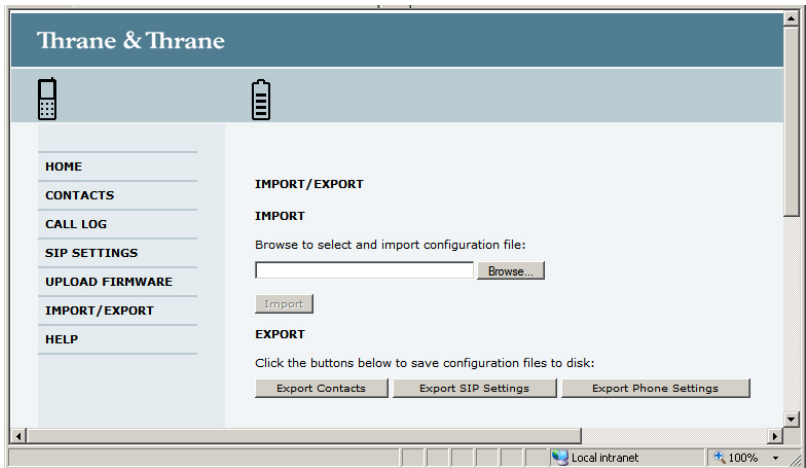 Thrane & Thrane
HOME
CONTACTS
CALL LOG
SIP SETTINGS
UPLOAD FIRMWARE
IMPORT/EXPORT
HELP
IMPORT/EXPORT
IMPORT
Browse to select and import configuration file:
Browse...
Import
EXPORT
Click the buttons below to save configuration files to disk:
Export Contacts Export SIP Settings Export Phone Settings
Local intranet 100%